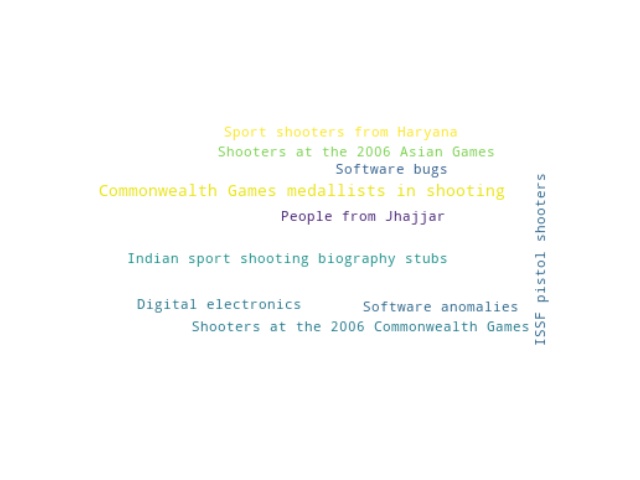 Sport shooters from Haryana
Shooters at the 2006 Asian Games
Software bugs
Commonwealth Games medallists in shooting
People from Jhajjar
Indian sport shooting biography stubs
Digital electronics
Software anomalies
Shooters at the 2006 Commonwealth Games
ISSF pistol shooters